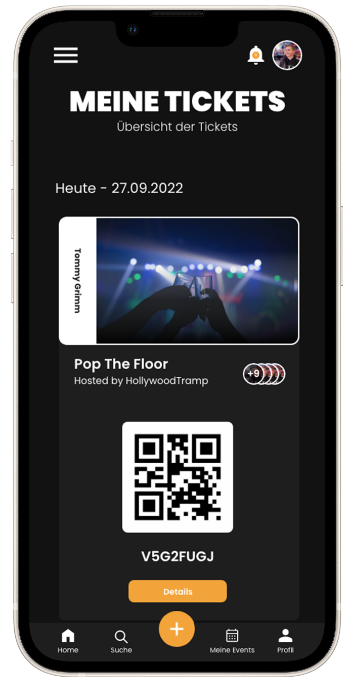 MEINE TICKETS
Übersicht der Tickets
Heute - 27.09.2022
Tommy Grimm
Pop The Floor
Hosted by HollywoodTramp
+9
V5G2FUGJ
Details
Home
Suche
Meine Events
Profil